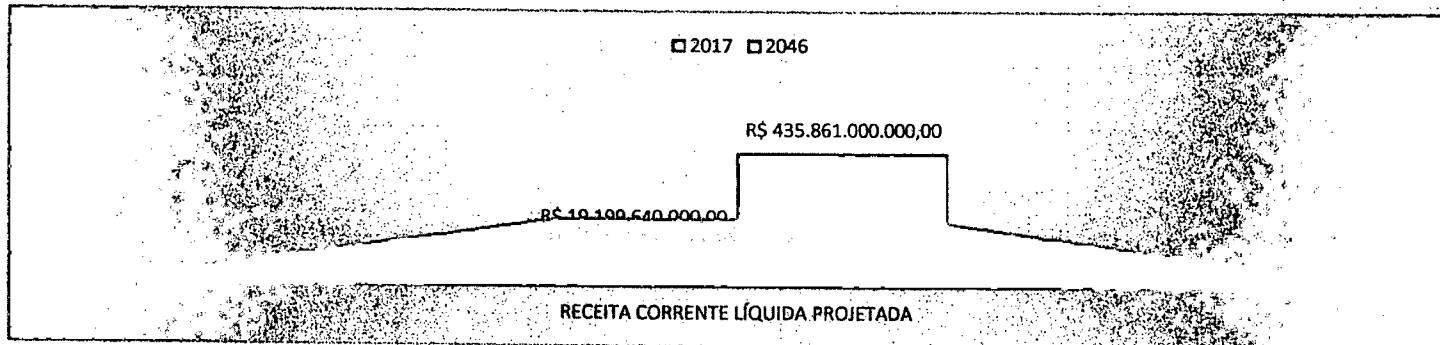 2017 2046
R$ 435.861.000.000,00
R$ 19.199.640.000,00
RECEITA CORRENTE LÍQUIDA PROJETADA